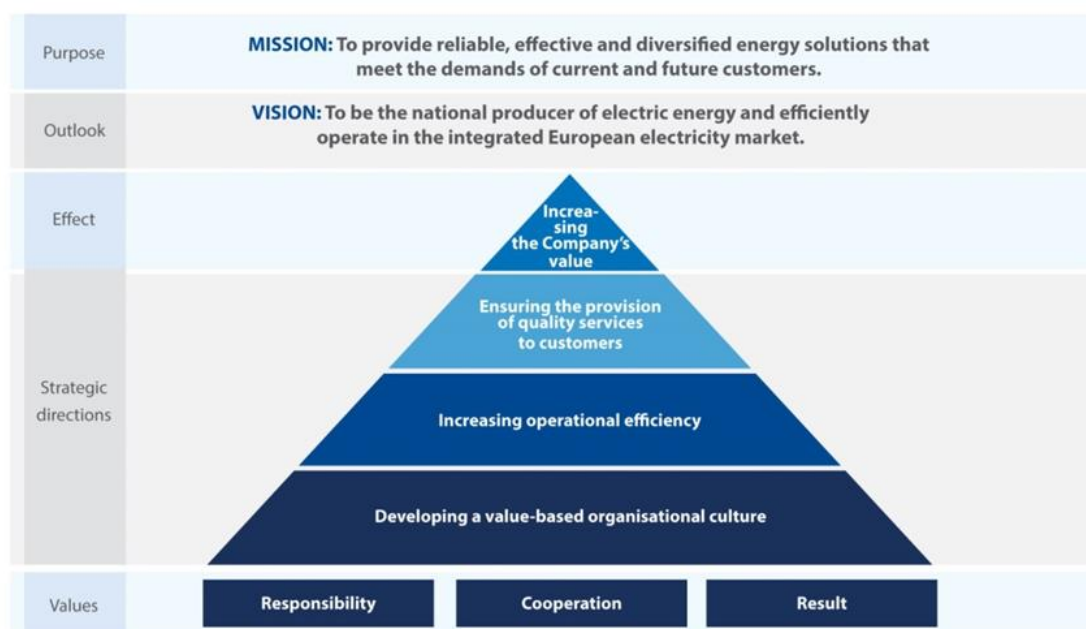 Purpose
MISSION: To provide reliable, effective and diversified energy solutions that
meet the demands of current and future customers.
Outlook
VISION: To be the national producer of electric energy and efficiently
operate in the integrated European electricity market.
Effect
Increa-
sing
the Company's
value
Strategic
directions
Ensuring the provision
of quality services
to customers
Increasing operational efficiency
Developing a value-based organisational culture
Values
Responsibility
Cooperation
Result